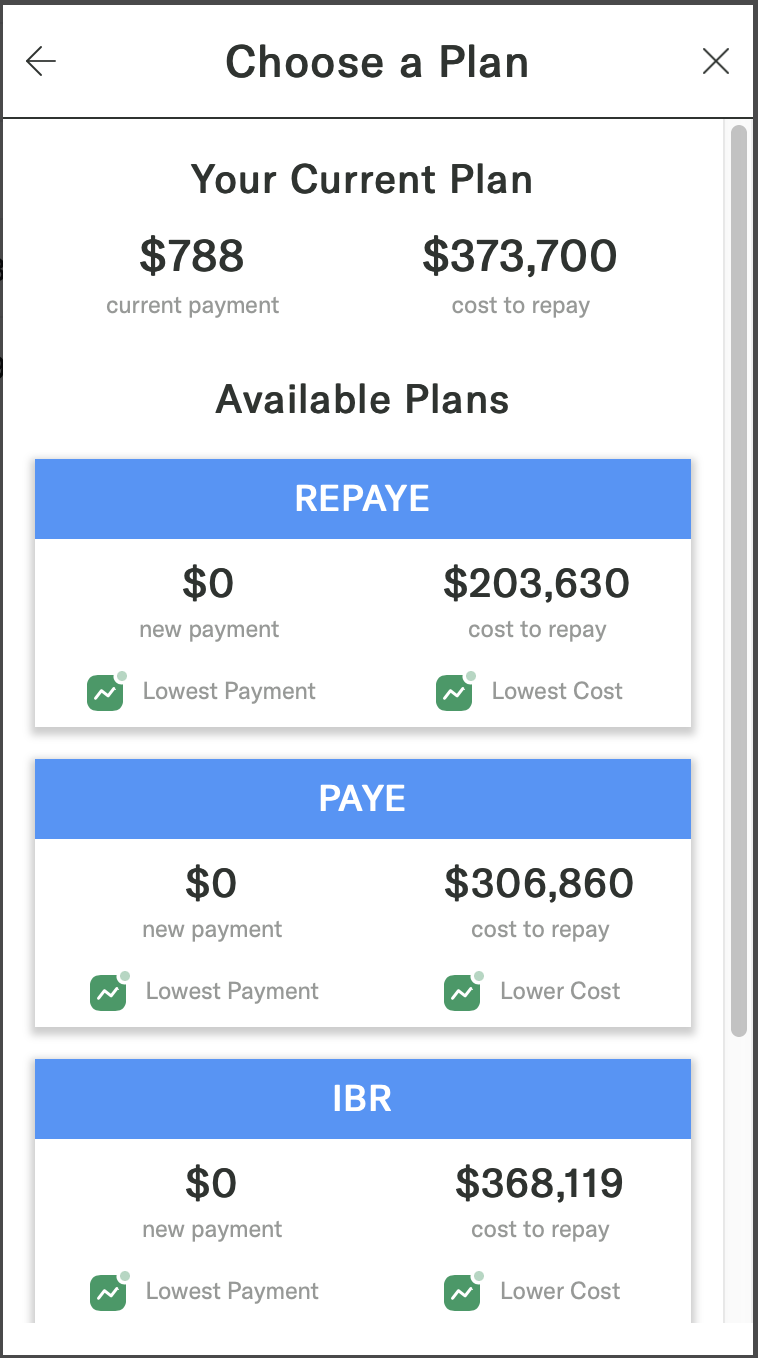 Choose a Plan
Your Current Plan
$788 $373,700
current payment cost to repay
Available Plans
REPAYE
$0 $203,630
new payment cost to repay
Lowest Payment Lowest Cost
PAYE
$0 $306,860
new payment cost to repay
Lowest Payment Lower Cost
IBR
$0 $368,119
new payment cost to repay
Lowest Payment Lower Cost